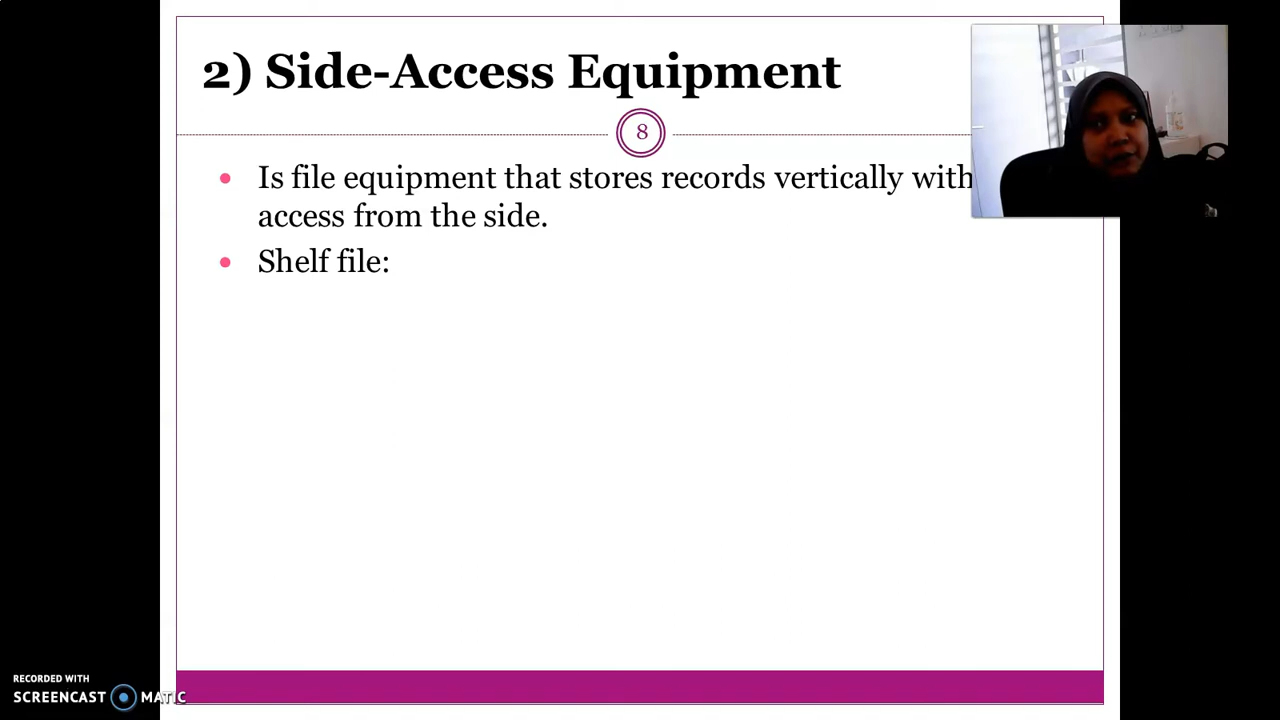 2) Side-Access Equipment
8
Is file equipment that stores records vertically with
access from the side.
Shelf file:
RECORDED WITH
SCREENCAST MATIC